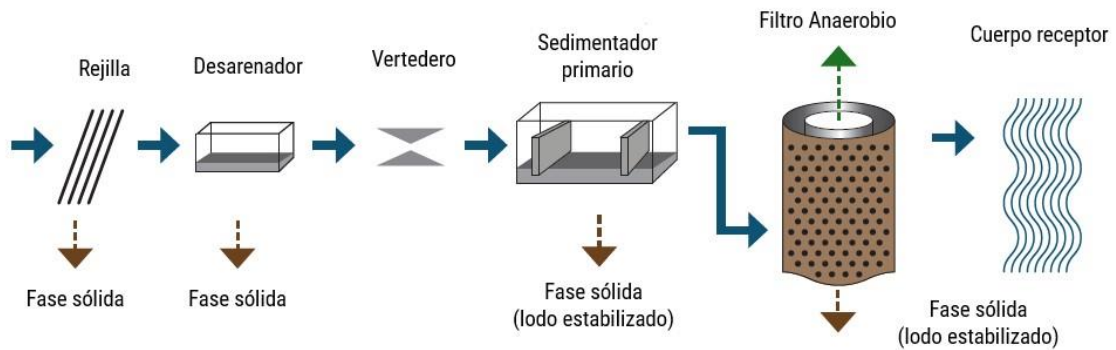 Rejilla
Desarenador
Vertedero
Sedimentador
primario
Filtro Anaerobio
Cuerpo receptor
Fase sólida
Fase sólida
Fase sólida
(lodo estabilizado)
Fase sólida
(lodo estabilizado)